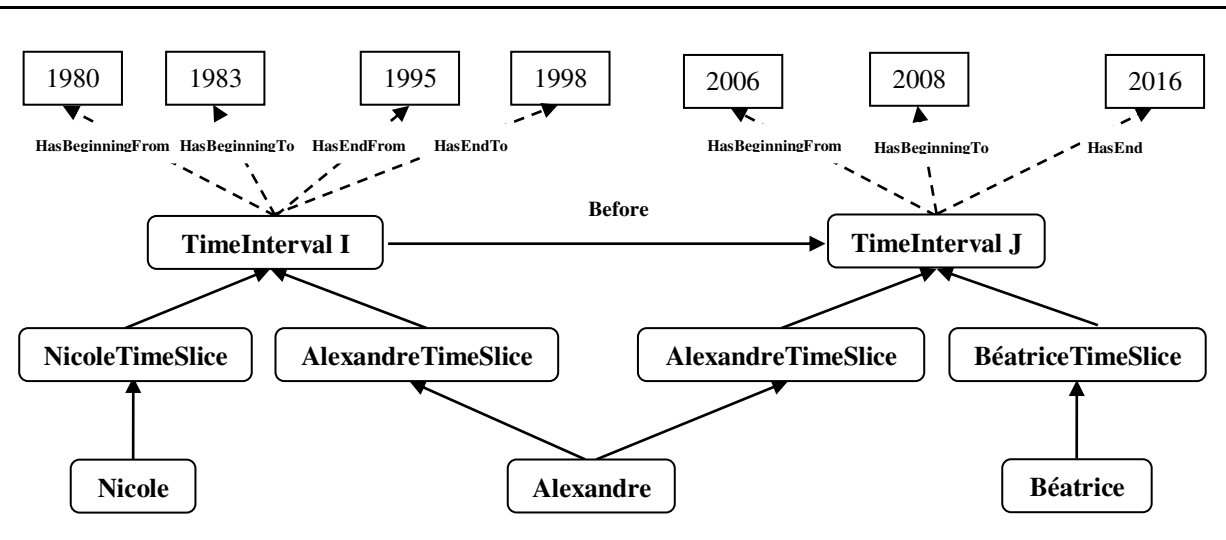 1980 1983 1995 1998 2006 2008 2016
HasBeginningFrom HasBeginningTo HasEndFrom HasEndTo HasBeginningFrom HasBeginningTo HasEnd
Before
TimeInterval I TimeInterval J
NicoleTimeSlice AlexandreTimeSlice AlexandreTimeSlice BéatriceTimeSlice
Nicole Alexandre Béatrice